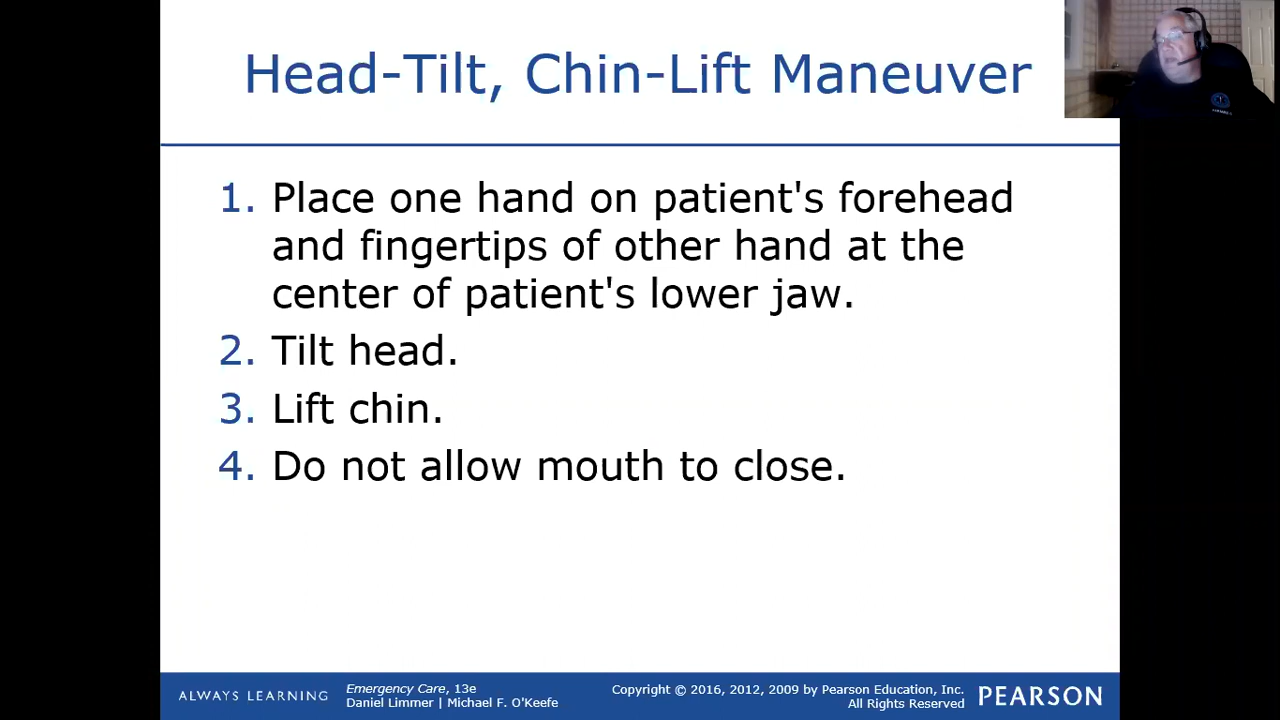 Head-Tilt, Chin-Lift Maneuver
1. Place one hand on patient's forehead
and fingertips of other hand at the
center of patient's lower jaw.
2. Tilt head.
3. Lift chin.
4. Do not allow mouth to close.
ALWAYS LEARNING
Emergency Care, 13e
Daniel Limmer | Michael F. O'Keefe
Copyright © 2016, 2012, 2009 by Pearson Education, Inc.
All Rights Reserved
PEARSON